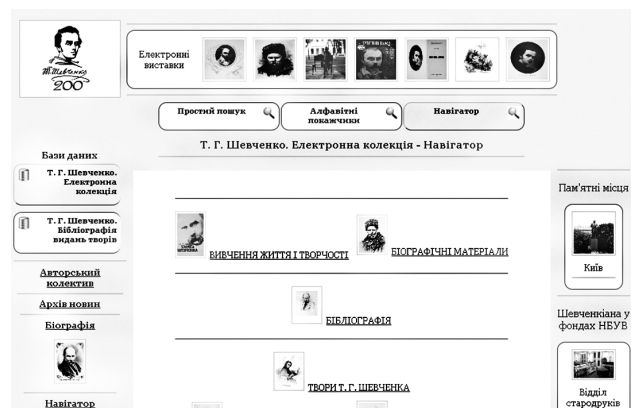 Т.Шевченко
200
Електронні
виставки
Простий пошук
Алфавітні
покажчики
Навігатор
Т. Г. Шевченко. Електронна колекція - Навігатор
Бази даних
Т. Г. Шевченко.
Електронна
колекція
Т. Г. Шевченко.
Бібліографія
видань творів
Авторський
колектив
Архів новин
Біографія
Навігатор
ВИВЧЕННЯ ЖИТТЯ І ТВОРЧОСТІ
БІОГРАФІЧНІ МАТЕРІАЛИ
БІБЛІОГРАФІЯ
ТВОРИ Т. Г. ШЕВЧЕНКА
Пам'ятні місця
Київ
Шевченкіана у
фондах НБУВ
Відділ
стародруків